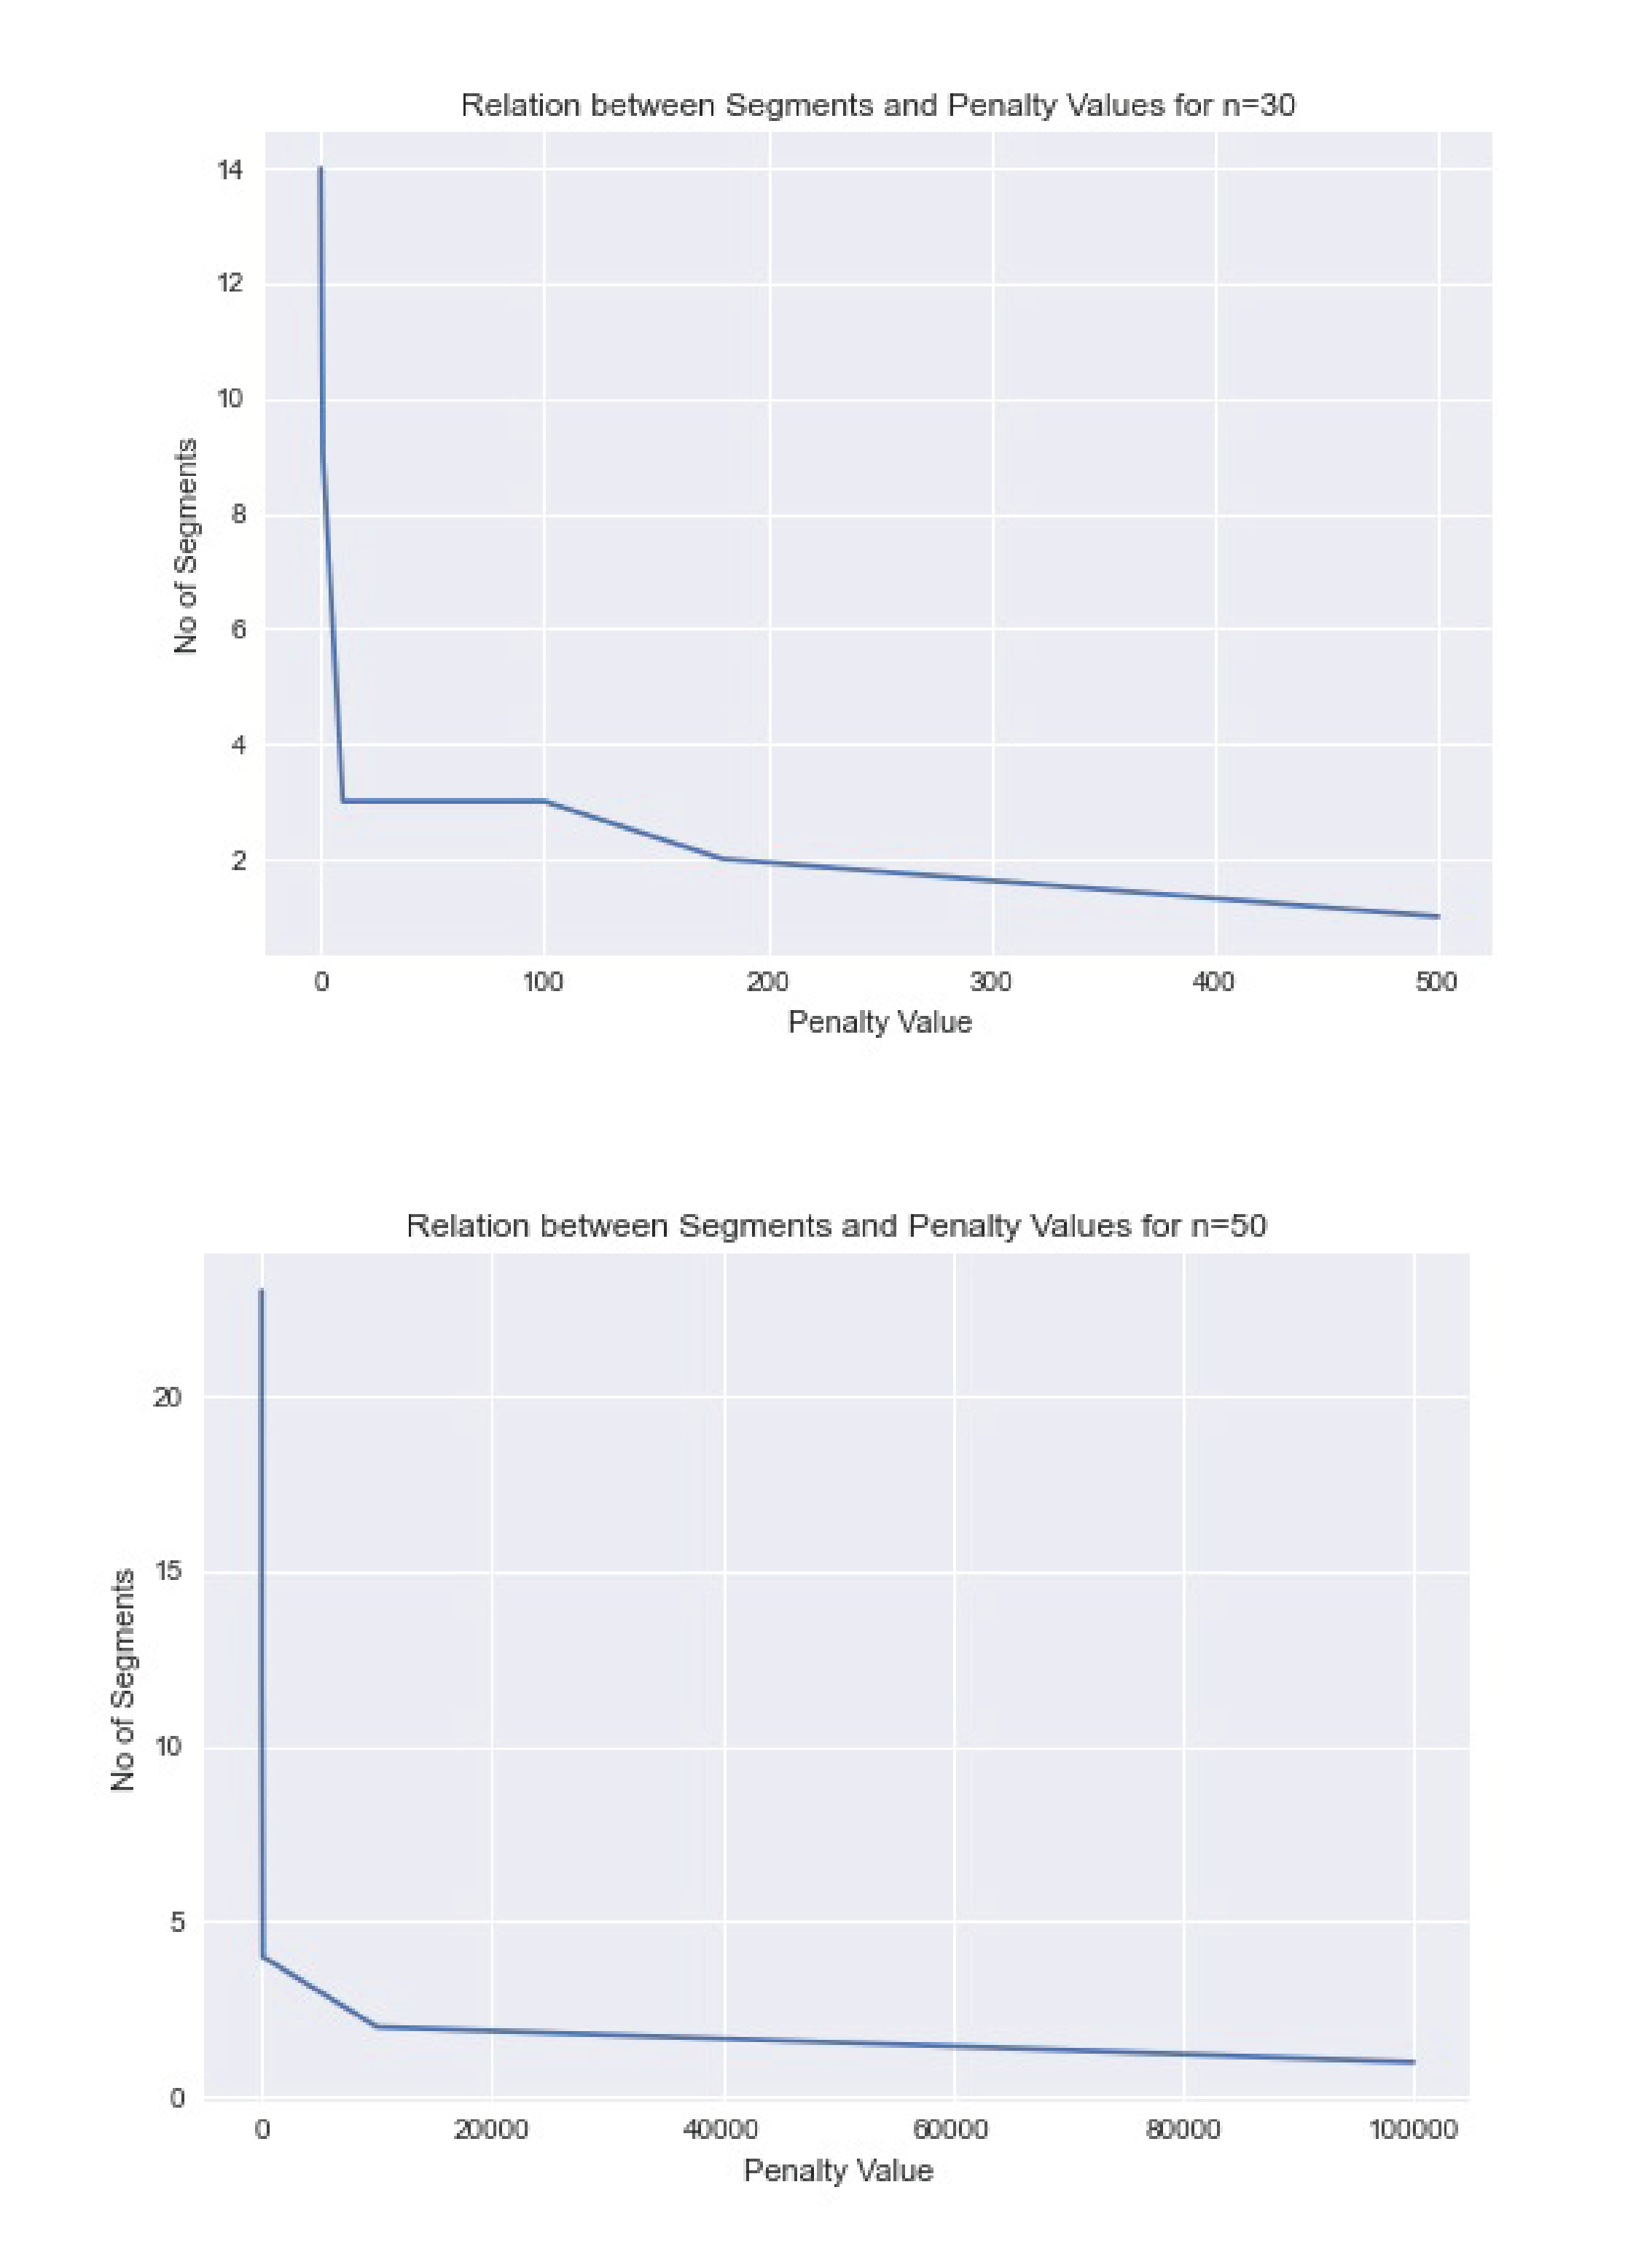 Relation between Segments and Penalty Values for n=30
14
12
10
8
6
4
2
No of Segments
0 100 200 300 400 500
Penalty Value
Relation between Segments and Penalty Values for n=50
20
15
10
5
0
No of Segments
0 20000 40000 60000 80000 100000
Penalty Value